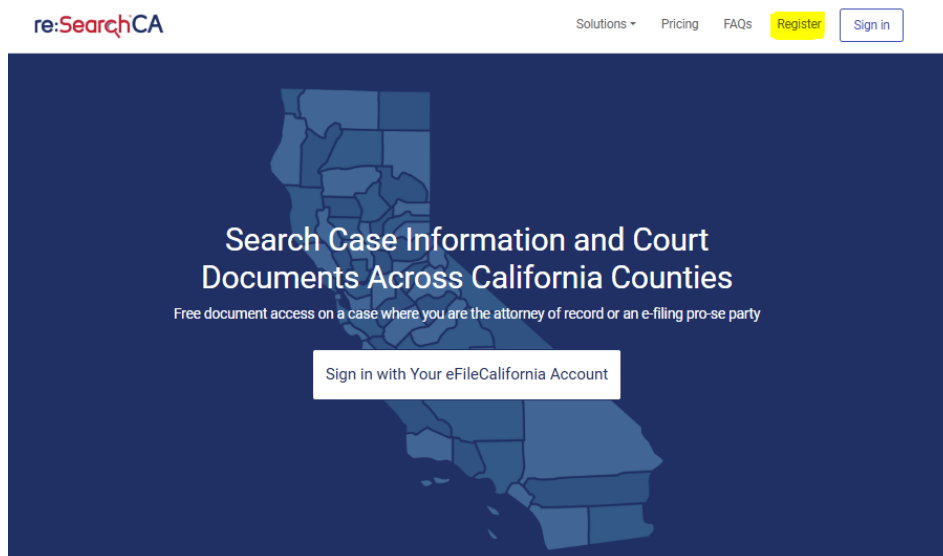 re:SearchCA Solutions Pricing FAQs Register Sign in
Search Case Information and Court
Documents Across California Counties
Free document access on a case where you are the attorney of record or an e-filing pro-se party
Sign in with Your eFileCalifornia Account